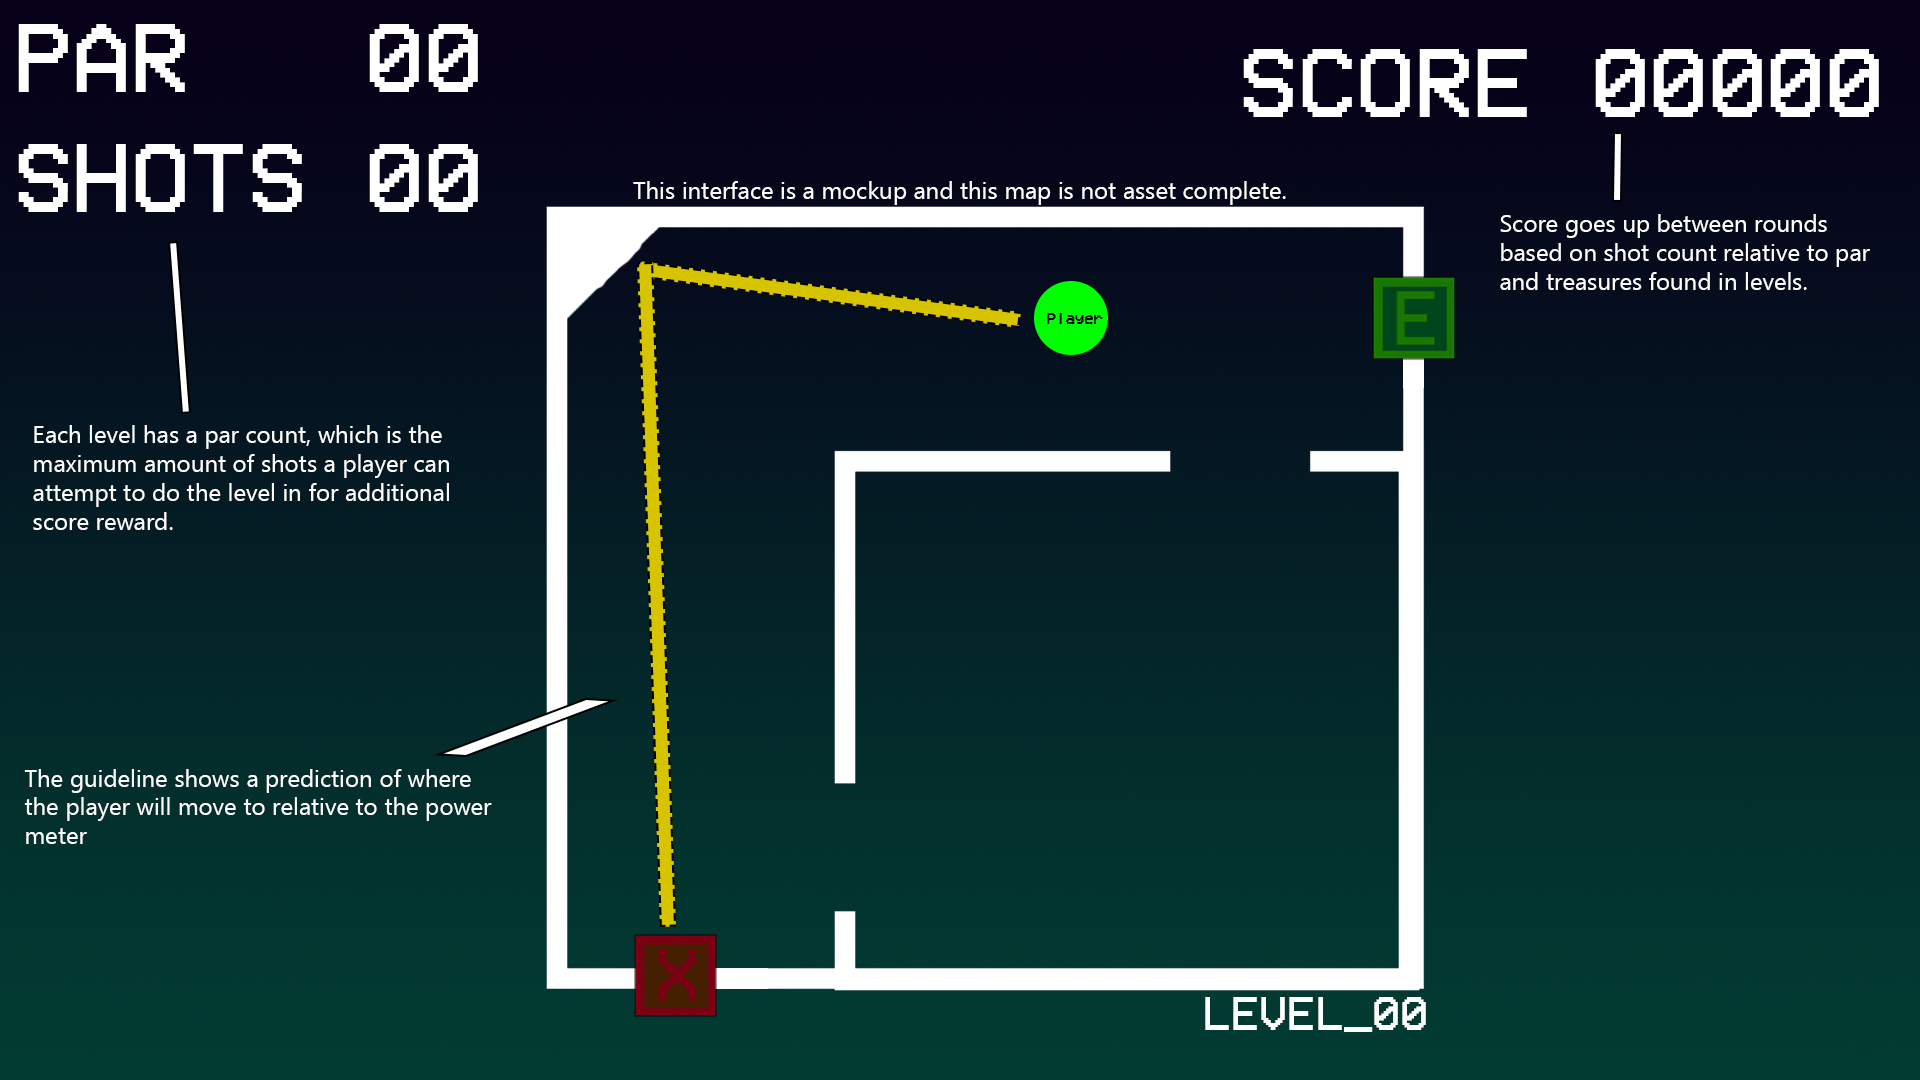 PAR 00
SHOTS 00
SCORE 00000
This interface is a mockup and this map is not asset complete.
Score goes up between rounds
based on shot count relative to par
and treasures found in levels.
E
Player
Each level has a par count, which is the
maximum amount of shots a player can
attempt to do the level in for additional
score reward.
The guideline shows a prediction of where
the player will move to relative to the power
meter
X
LEVEL_00